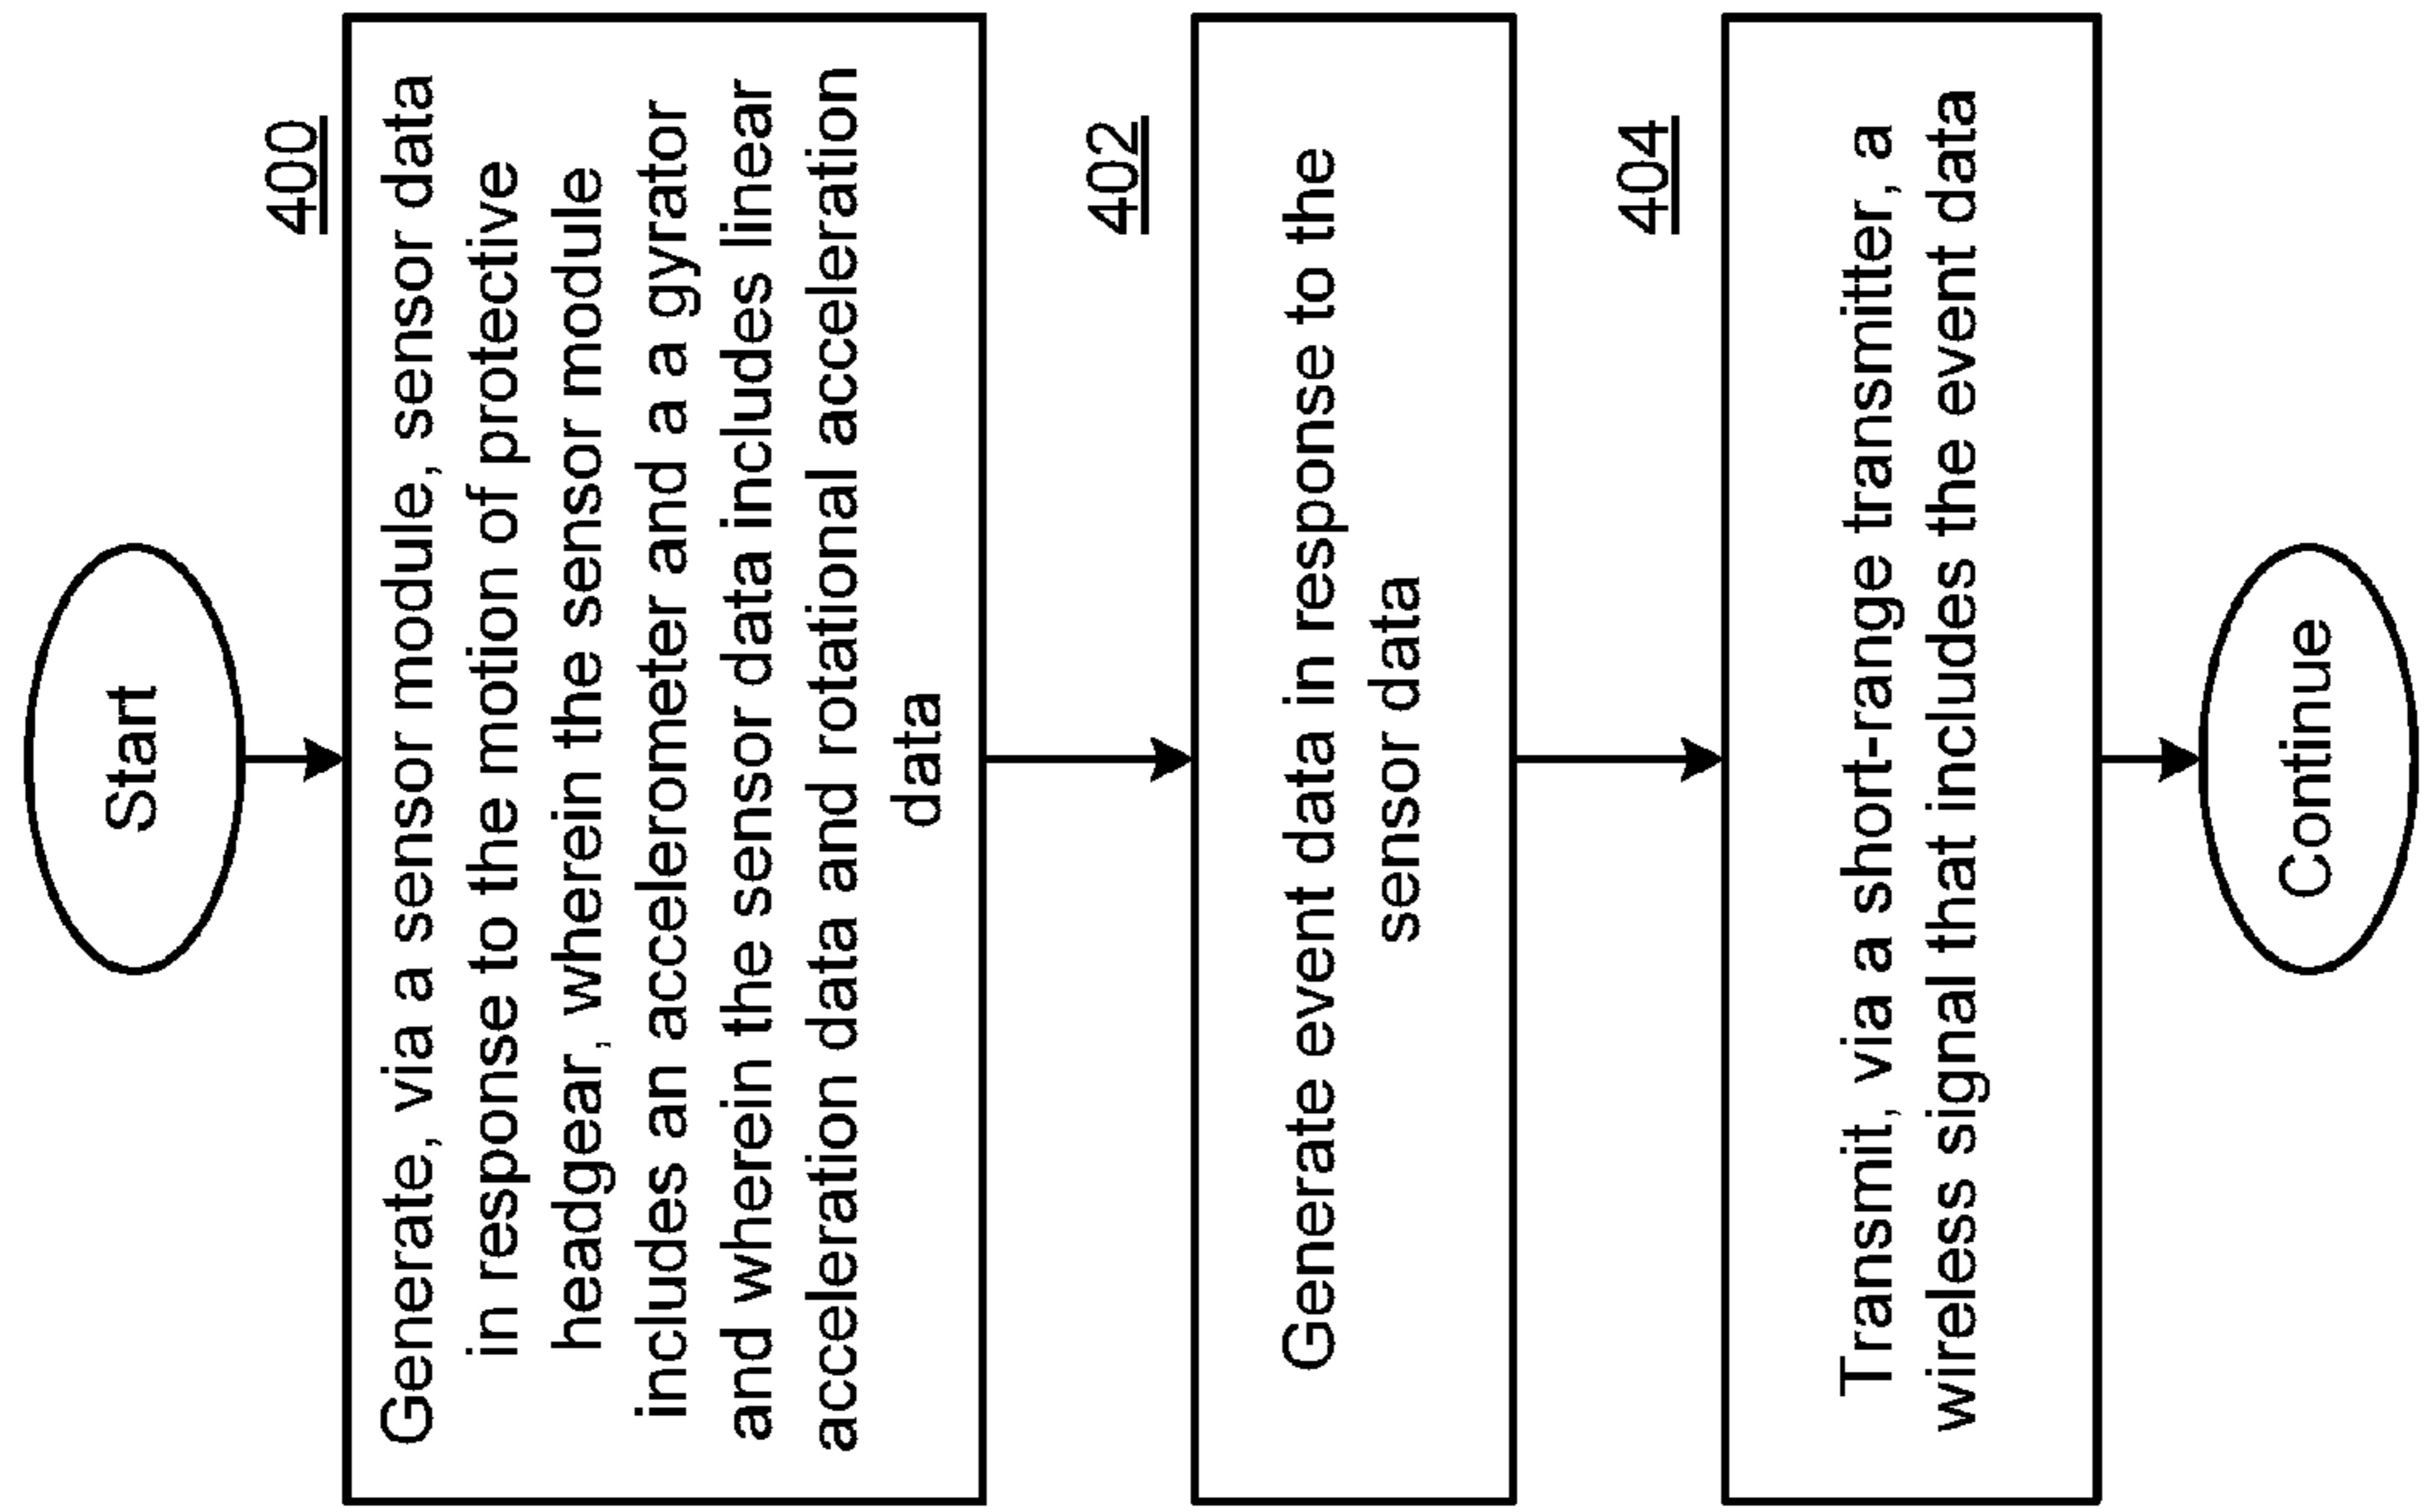 Start
400
Generate, via a sensor module, sensor data
in response to the motion of protective
headgear, wherein the sensor module
includes an accelerometer and a a gyrator
and wherein the sensor data includes linear
acceleration data and rotational acceleration
data
402
Generate event data in response to the
sensor data
404
Transmit, via a short-range transmitter, a
wireless signal that includes the event data
Continue